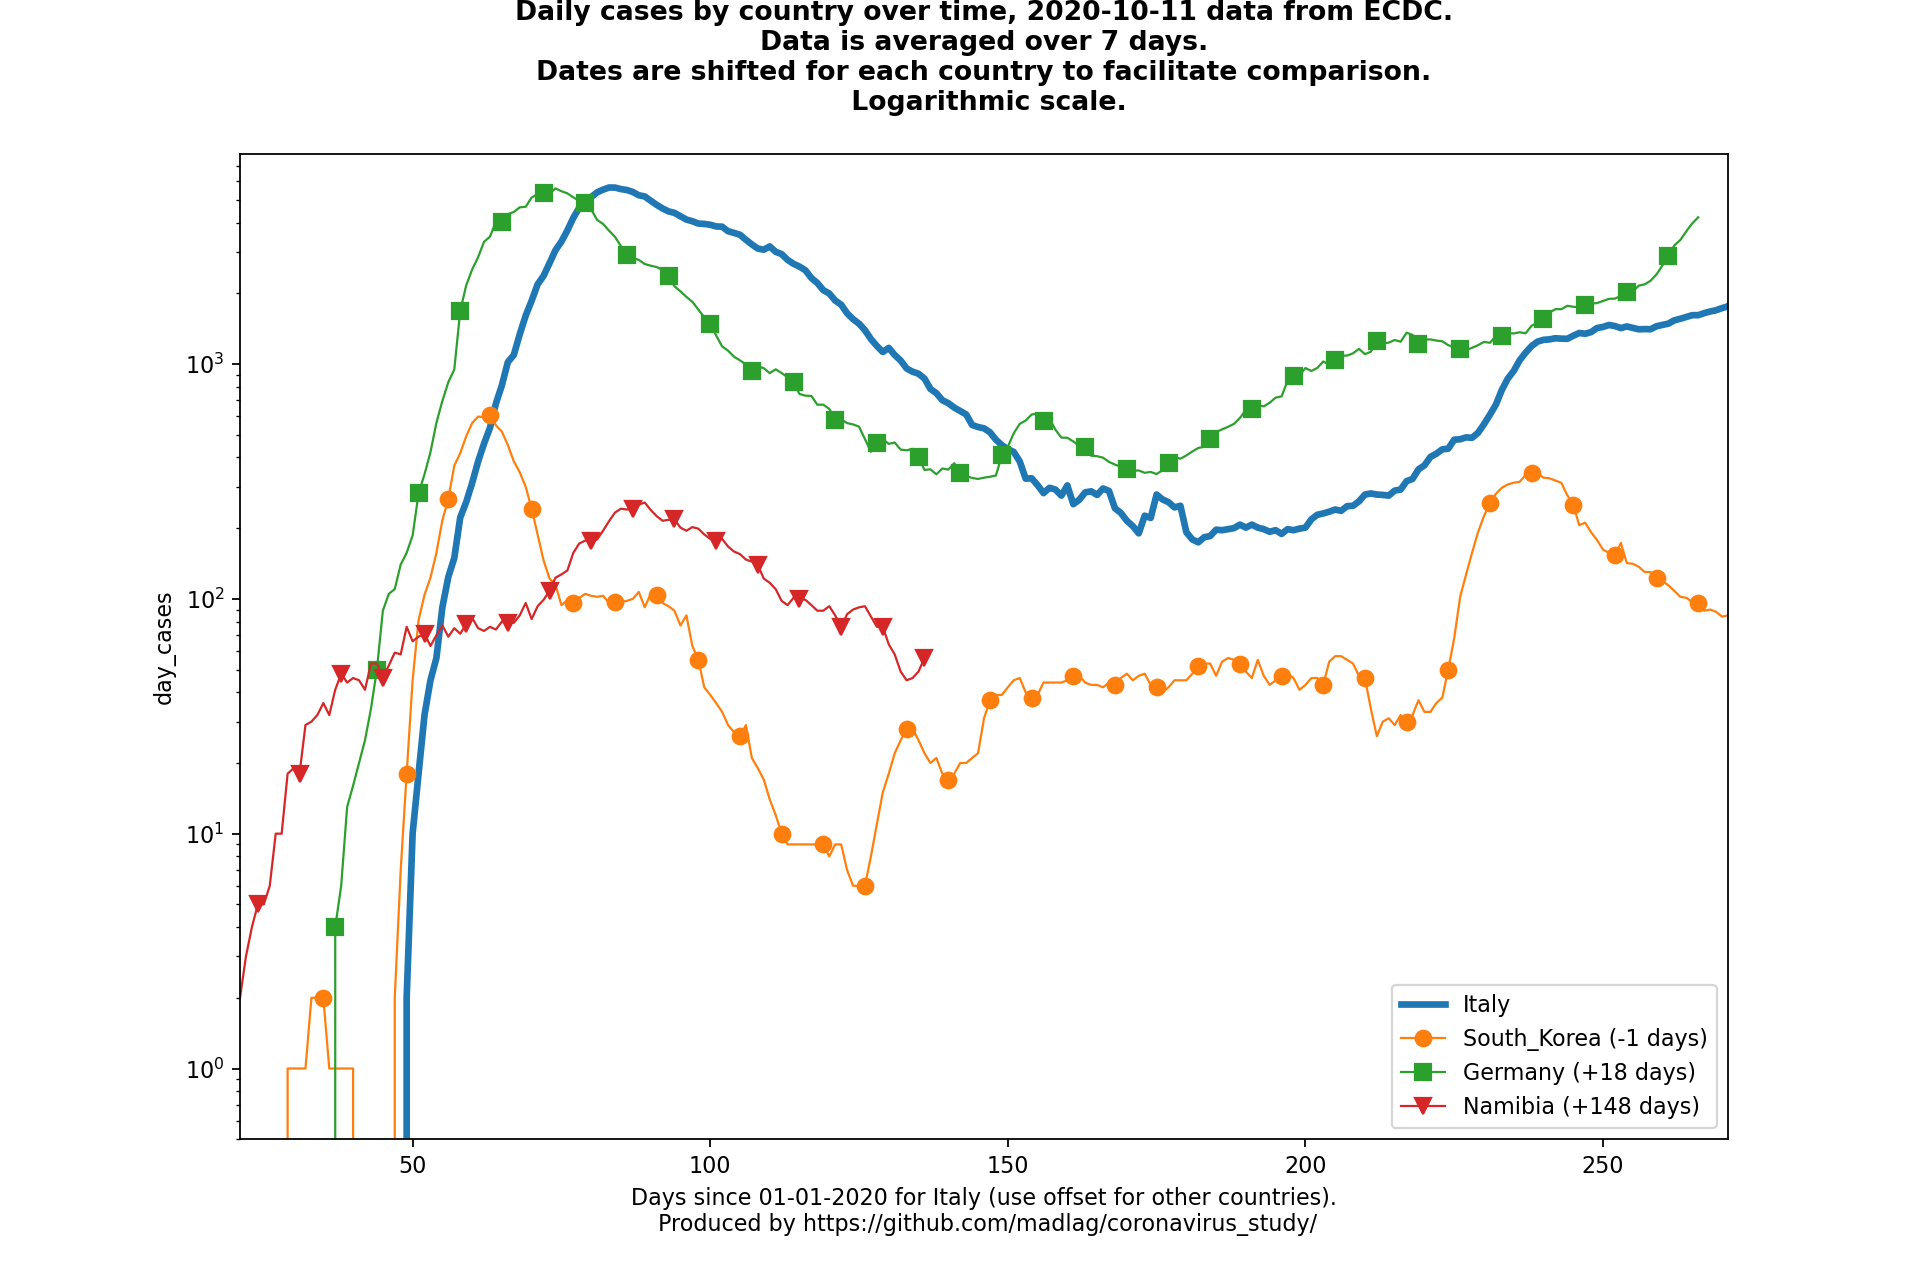 Daily cases by country over time, 2020-10-11 data from ECDC.
Data is averaged over 7 days.
Dates are shifted for each country to facilitate comparison.
Logarithmic scale.
day_cases
10³
10²
10¹
10⁰
50
100
150
200
250
Italy
South_Korea (-1 days)
Germany (+18 days)
Namibia (+148 days)
Days since 01-01-2020 for Italy (use offset for other countries).
Produced by https://github.com/madlag/coronavirus_study/